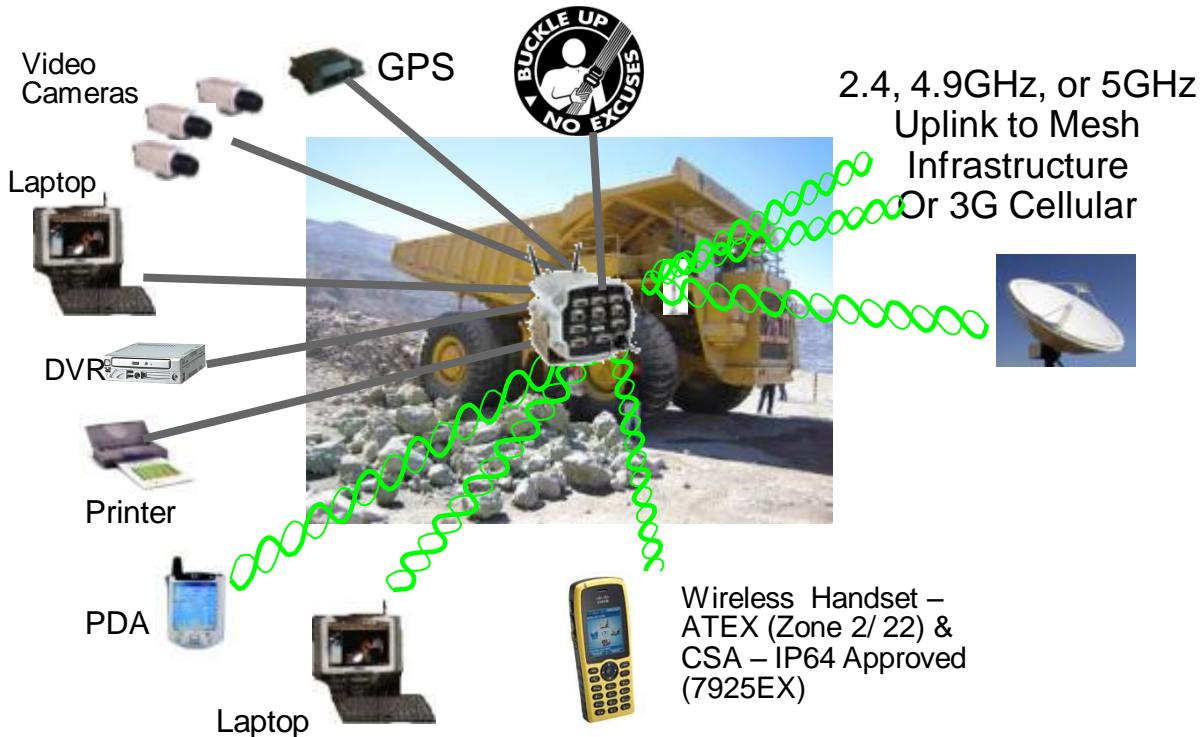 Video
Cameras
GPS
BUCKLE UP
NO EXCUSES
2.4, 4.9GHz, or 5GHz
Uplink to Mesh
Infrastructure
Or 3G Cellular
Laptop
DVR
Printer
PDA
Laptop
Wireless Handset –
ATEX (Zone 2/ 22) &
CSA – IP64 Approved
(7925EX)